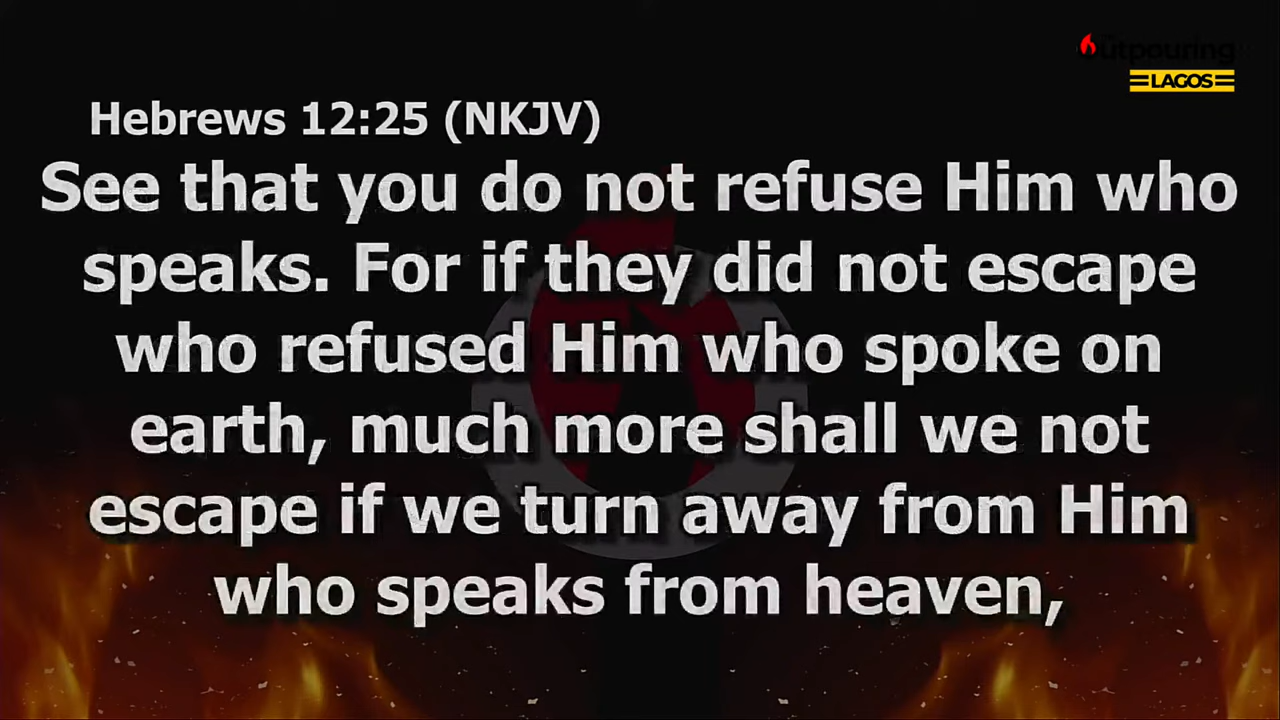 Outpouring
LAGOS
Hebrews 12:25 (NKJV)
See that you do not refuse Him who
speaks. For if they did not escape
who refused Him who spoke on
earth, much more shall we not
escape if we turn away from Him
who speaks from heaven,